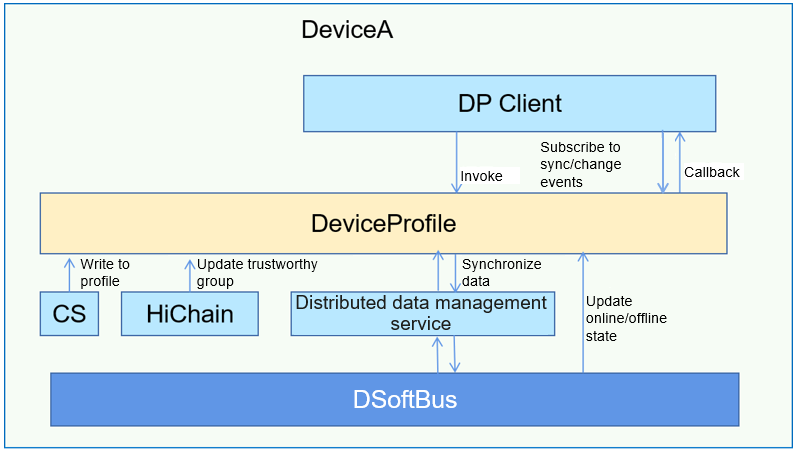 DeviceA
DP Client
Invoke
Subscribe to
sync/change
events
Callback
DeviceProfile
Write to
profile
Update trustworthy
group
Synchronize
data
Update
online/offline
state
CS
HiChain
Distributed data management
service
DSoftBus